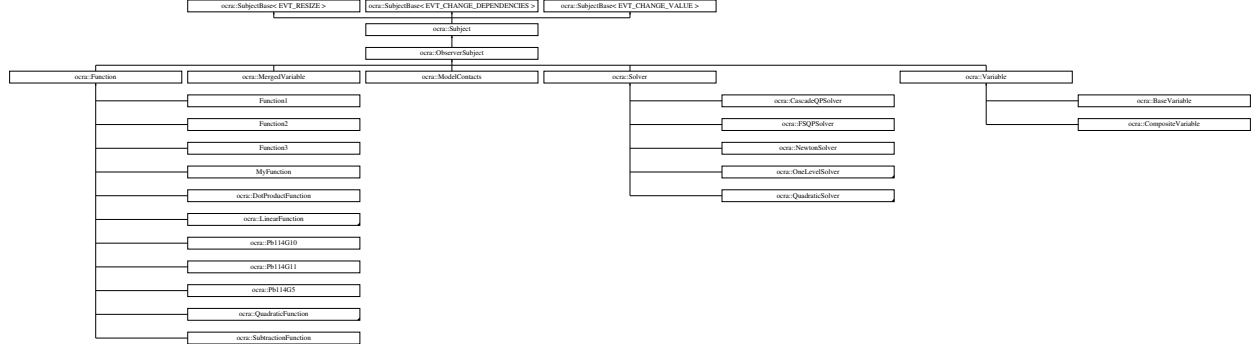 ocra::SubjectBase< EVT_RESIZE >
ocra::SubjectBase< EVT_CHANGE_DEPENDENCIES >
ocra::SubjectBase< EVT_CHANGE_VALUE >
ocra::Subject
ocra::ObserverSubject
ocra::Function
ocra::MergedVariable
ocra::ModelContacts
ocra::Solver
ocra::Variable
Function1
ocra::CascadeQPSolver
ocra::BaseVariable
Function2
ocra::FSQPSolver
ocra::CompositeVariable
Function3
ocra::NewtonSolver
MyFunction
ocra::OneLevelSolver
ocra::DotProductFunction
ocra::QuadraticSolver
ocra::LinearFunction
ocra::Pb114G10
ocra::Pb114G11
ocra::Pb114G5
ocra::QuadraticFunction
ocra::SubtractionFunction